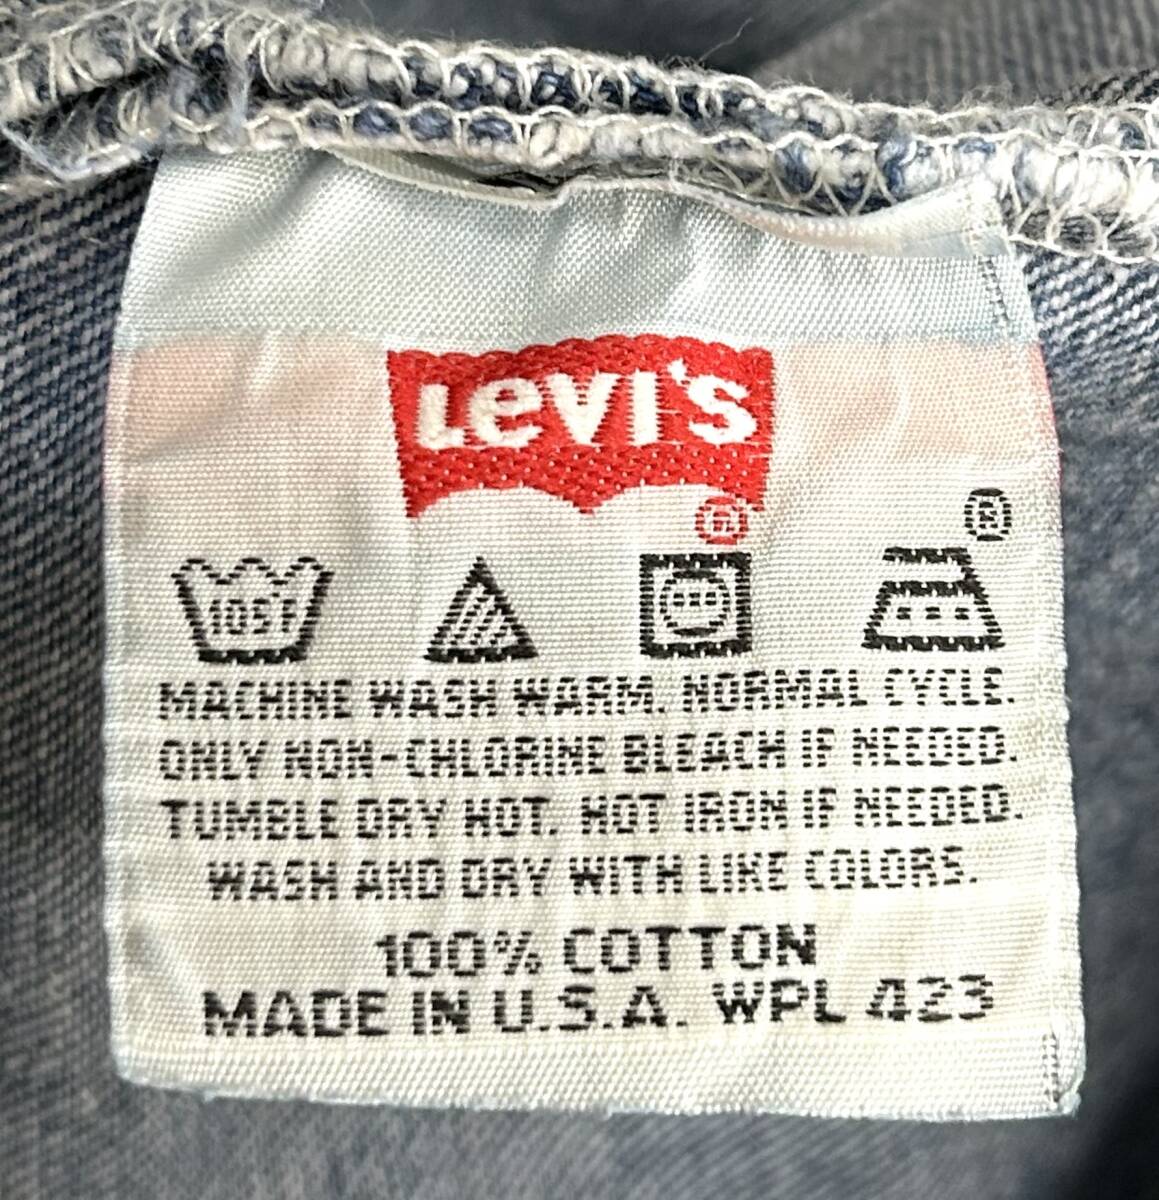 Levi's
®
®
105°F
MACHINE WASH WARM. NORMAL CYCLE.
ONLY NON-CHLORINE BLEACH IF NEEDED.
TUMBLE DRY HOT. HOT IRON IF NEEDED.
WASH AND DRY WITH LIKE COLORS.
100% COTTON
MADE IN U.S.A. WPL 423